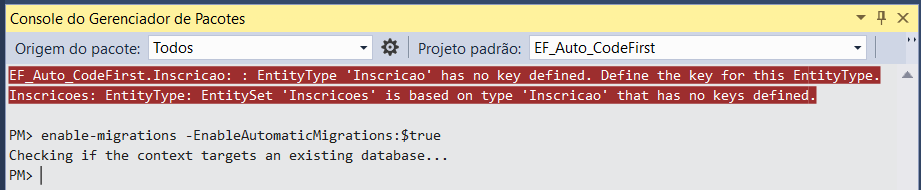 Console do Gerenciador de Pacotes
Origem do pacote: Todos Projeto padrão: EF_Auto_CodeFirst
EF_Auto_CodeFirst.Inscricao: : EntityType 'Inscricao' has no key defined. Define the key for this EntityType.
Inscricoes: EntityType: EntitySet 'Inscricoes' is based on type 'Inscricao' that has no keys defined.
PM> enable-migrations -EnableAutomaticMigrations:$true
Checking if the context targets an existing database...
PM>